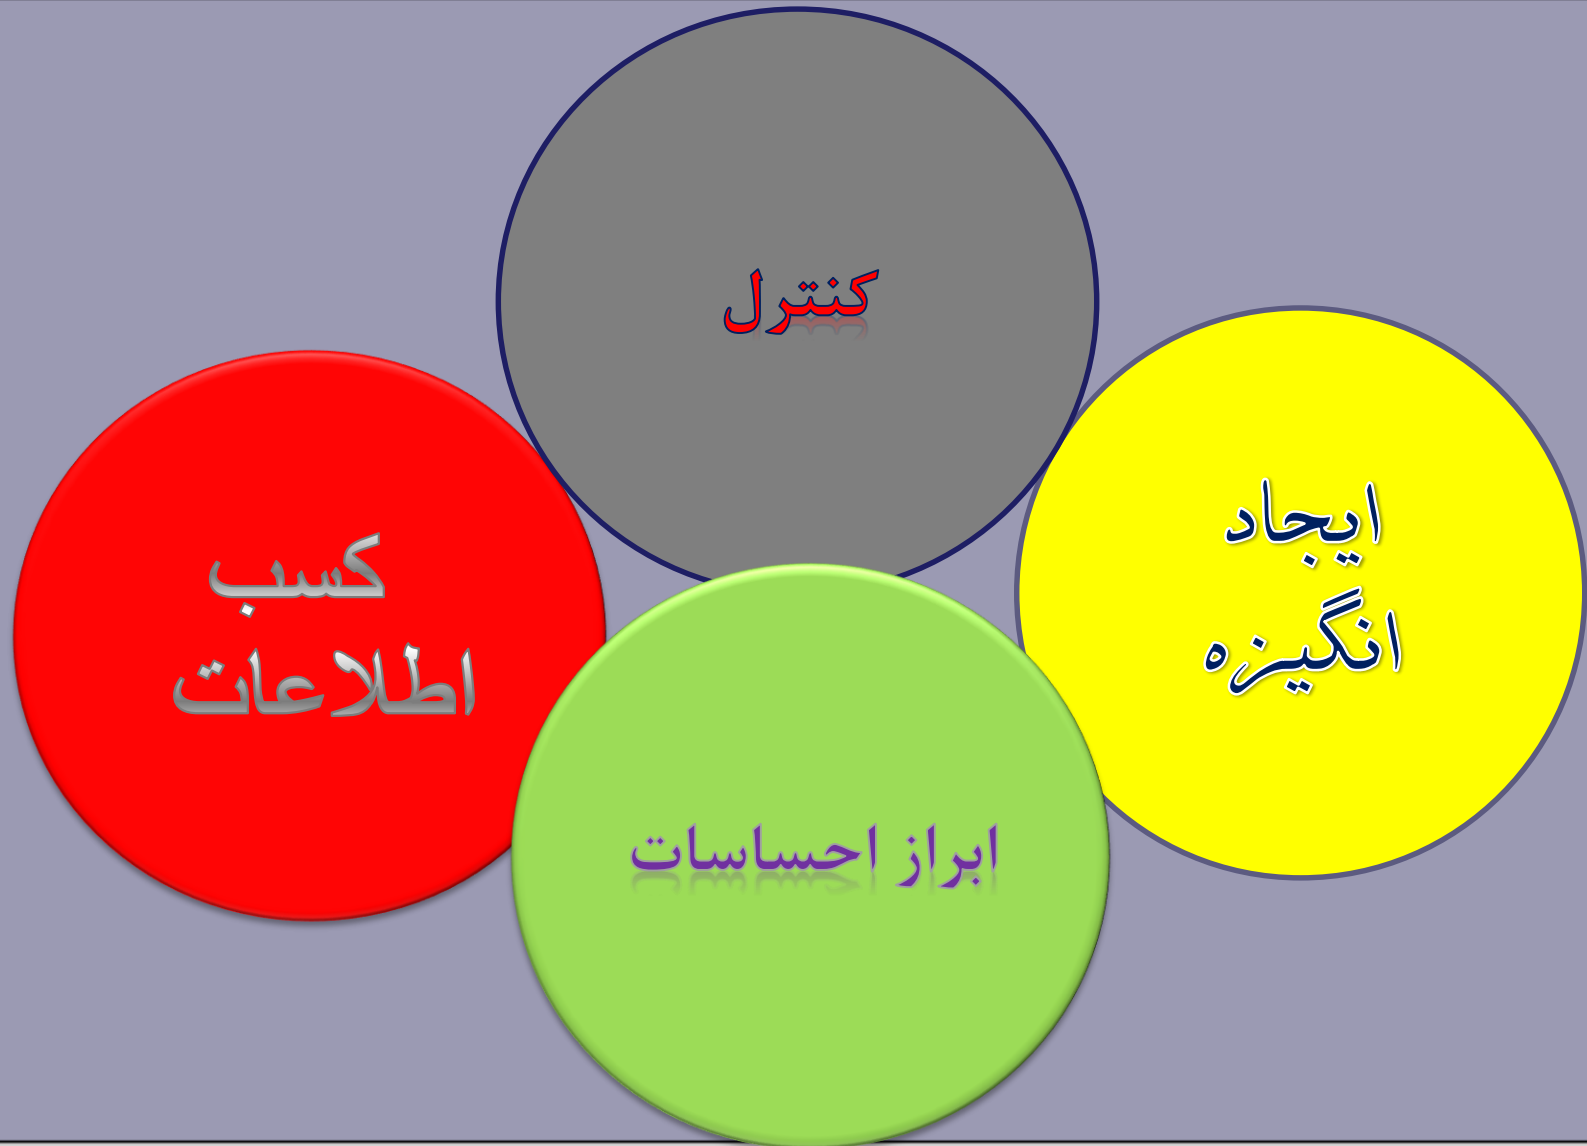 کنترل
ایجاد
انگیزه
کسب
اطلاعات
ابراز احساسات